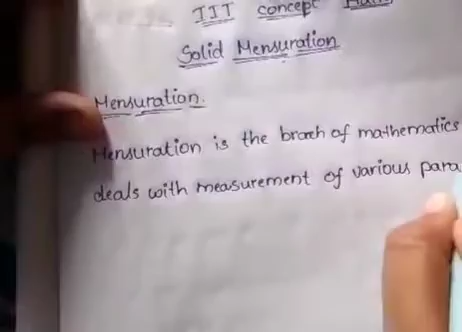 IIT concept
Solid Mensuration
Mensuration.
Mensuration is the brach of mathematics
deals with measurement of various para